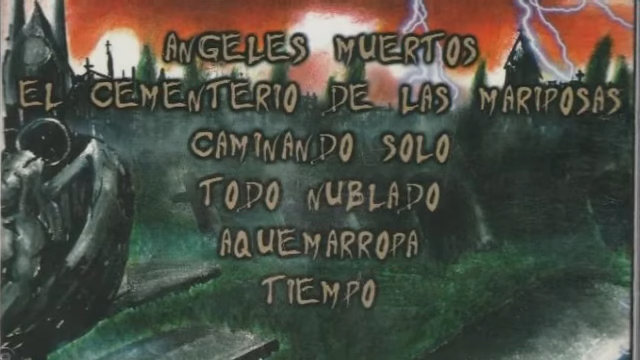 ANGELES MUERTOS
EL CEMENTERIO DE LAS MARIPOSAS
CAMINANDO SOLO
TODO NUBLADO
AQUEMARROPA
TIEMPO